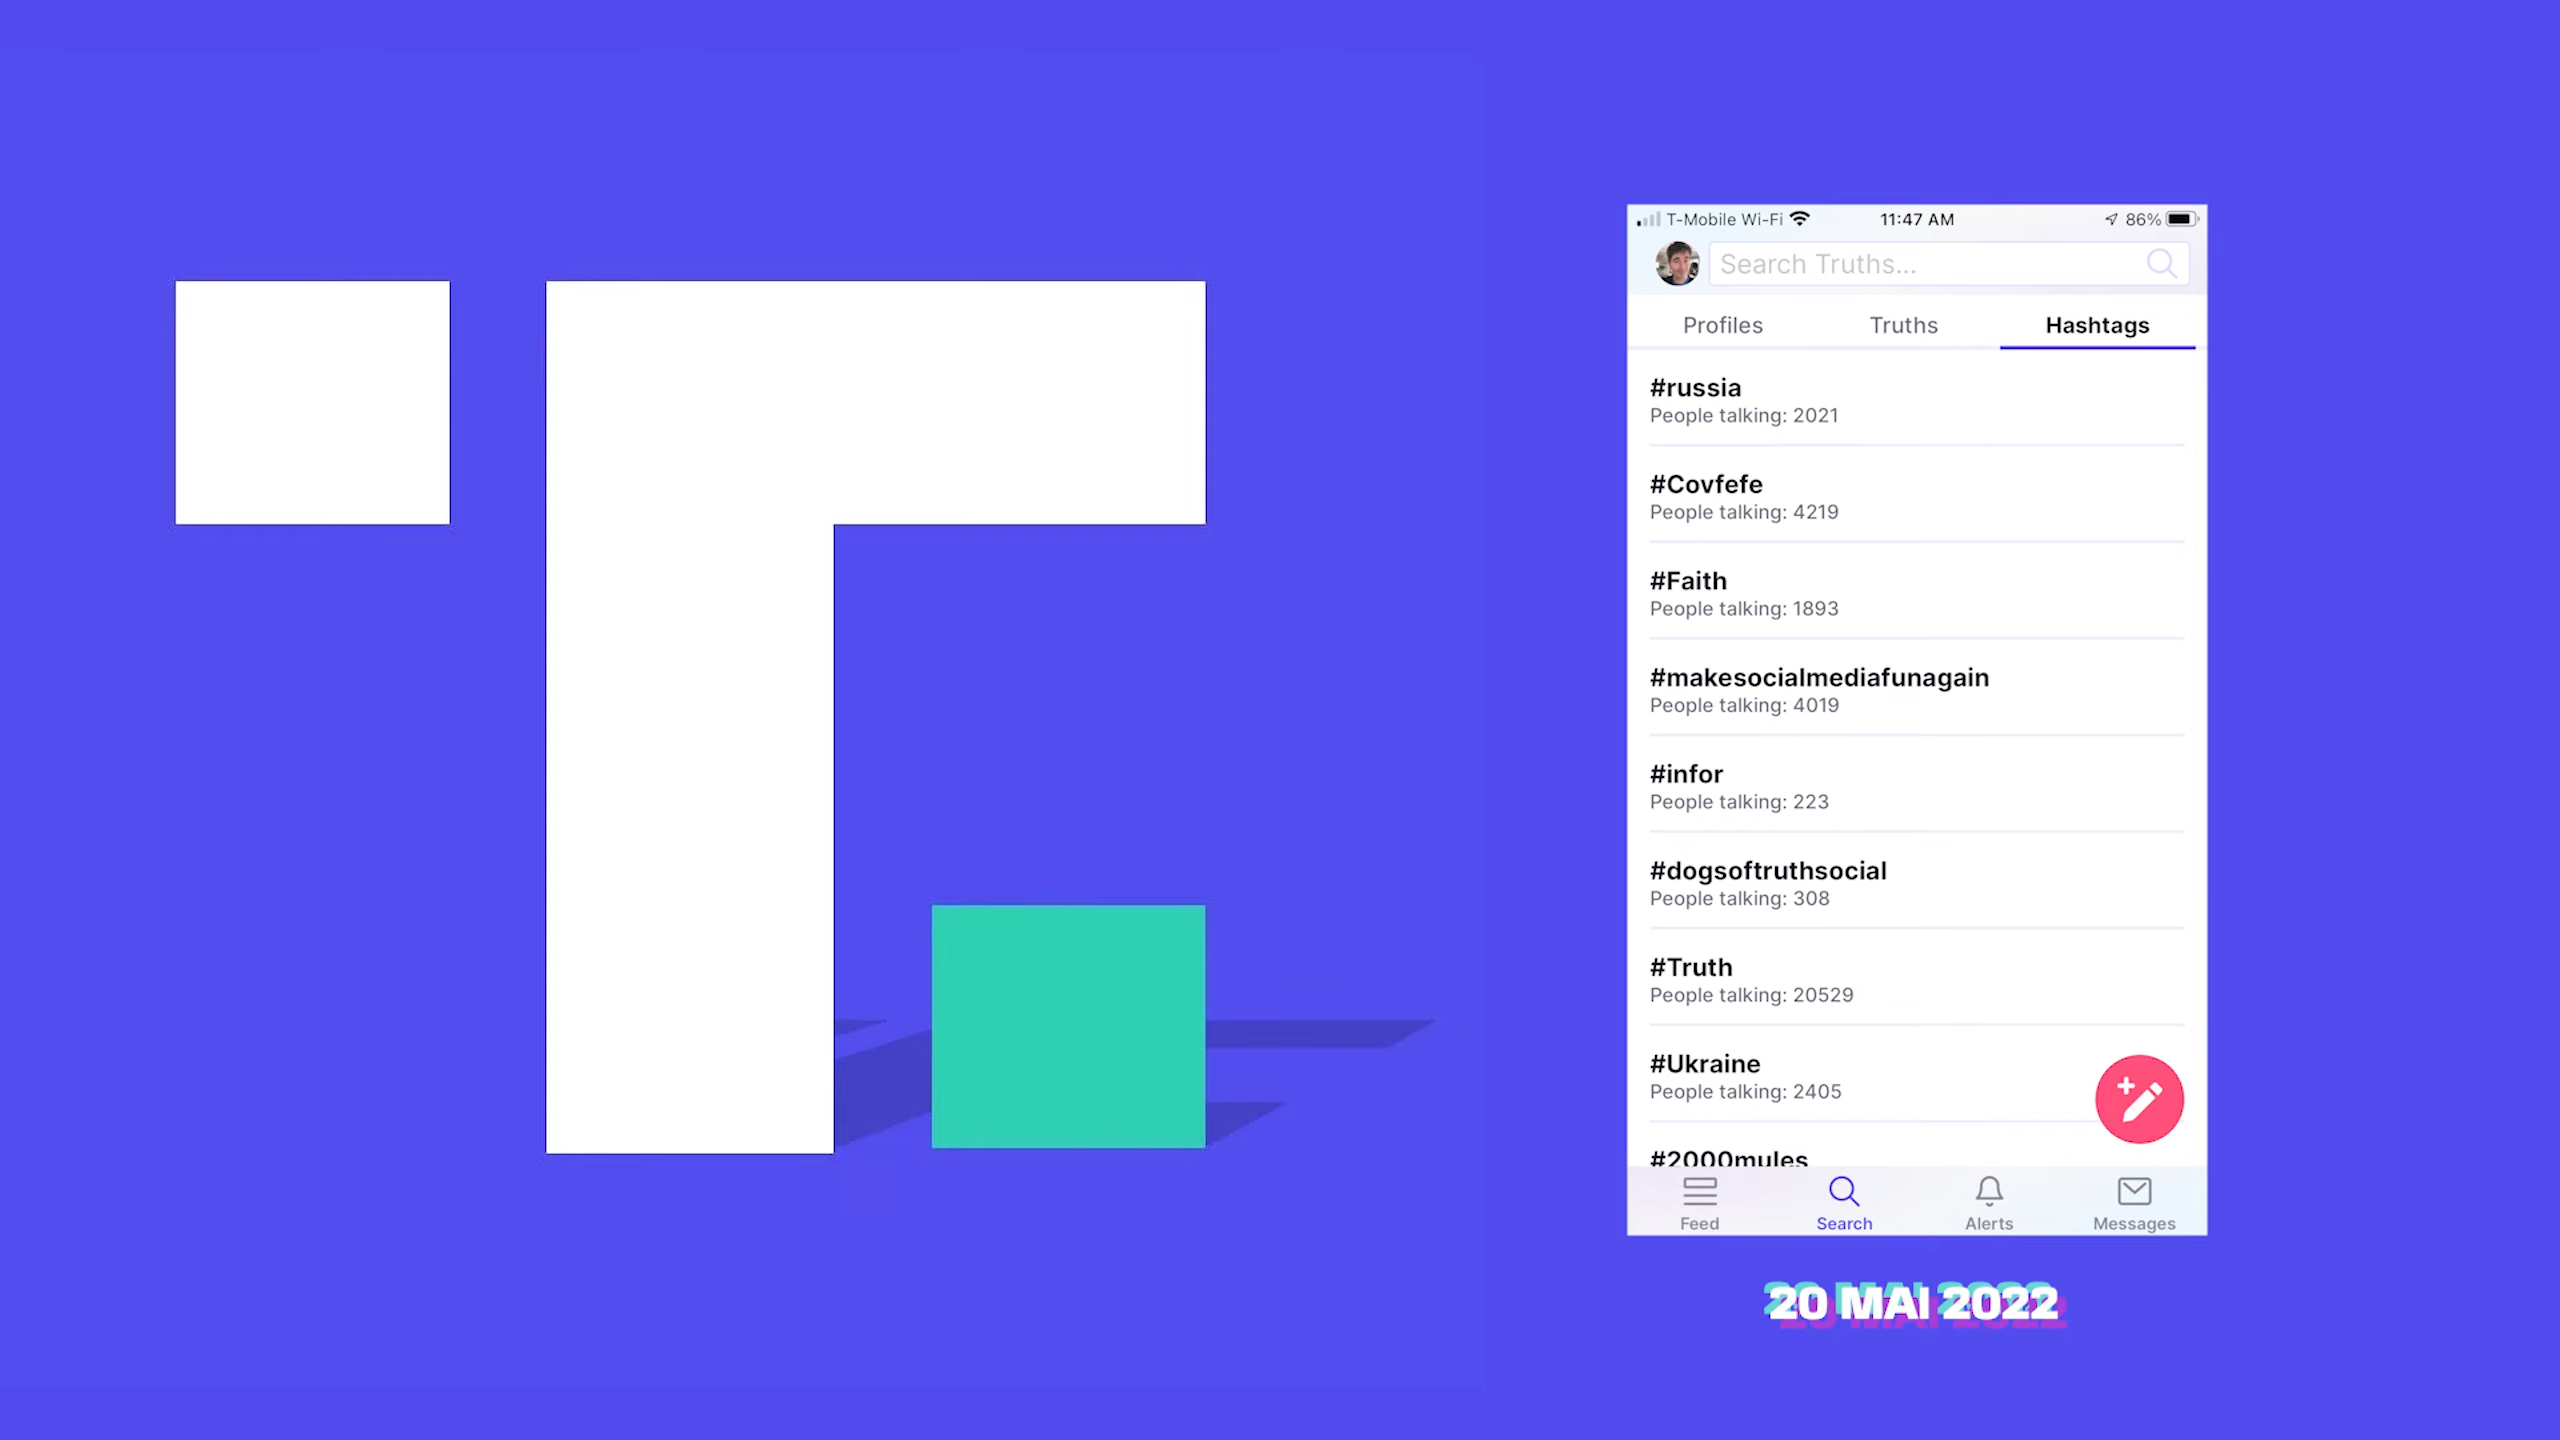 T-Mobile Wi-Fi 11:47 AM 86%
Search Truths...
Profiles Truths Hashtags
#russia
People talking: 2021
#Covfefe
People talking: 4219
#Faith
People talking: 1893
#makesocialmediafunagain
People talking: 4019
#infor
People talking: 223
#dogsoftruthsocial
People talking: 308
#Truth
People talking: 20529
#Ukraine
People talking: 2405
#2000mules
Feed Search Alerts Messages
20 MAI 2022